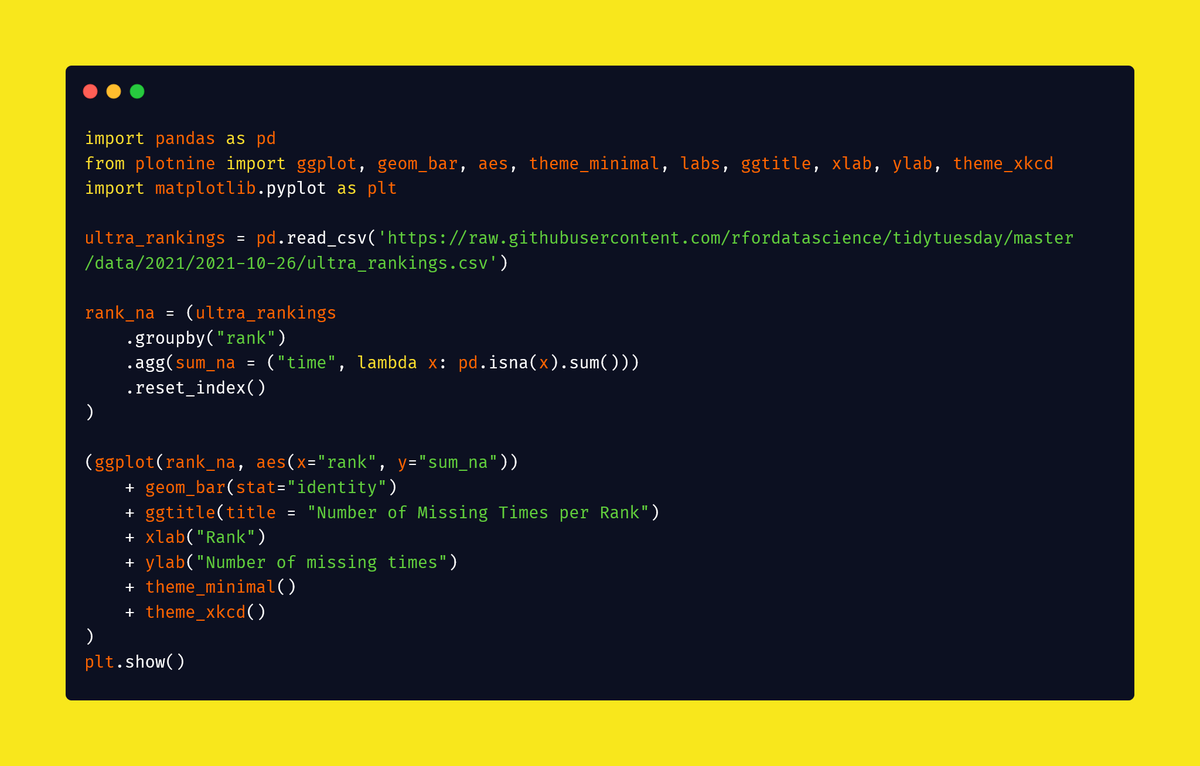 import pandas as pd
from plotnine import ggplot, geom_bar, aes, theme_minimal, labs, ggtitle, xlab, ylab, theme_xkcd
import matplotlib.pyplot as plt

ultra_rankings = pd.read_csv('https://raw.githubusercontent.com/rfordatascience/tidytuesday/master
/data/2021/2021-10-26/ultra_rankings.csv')

rank_na = (ultra_rankings
    .groupby("rank")
    .agg(sum_na = ("time", lambda x: pd.isna(x).sum()))
    .reset_index()
)

(ggplot(rank_na, aes(x="rank", y="sum_na"))
    + geom_bar(stat="identity")
    + ggtitle(title = "Number of Missing Times per Rank")
    + xlab("Rank")
    + ylab("Number of missing times")
    + theme_minimal()
    + theme_xkcd()
)
plt.show()